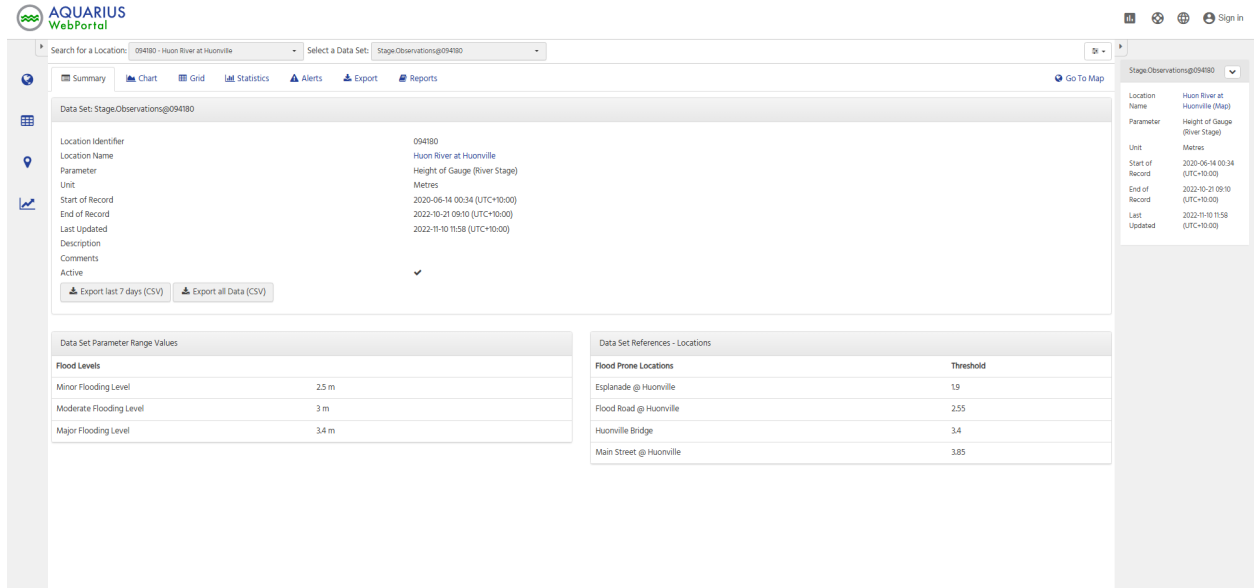 AQUARIUS
WebPortal
Sign in
Search for a Location: 094180 - Huon River at Huonville Select a Data Set: Stage.Observations@094180
Summary Chart Grid Statistics Alerts Export Reports Go To Map
Data Set: Stage.Observations@094180
Location Identifier 094180
Location Name Huon River at Huonville
Parameter Height of Gauge (River Stage)
Unit Metres
Start of Record 2020-06-14 00:34 (UTC+10:00)
End of Record 2022-10-21 09:10 (UTC+10:00)
Last Updated 2022-11-10 11:58 (UTC+10:00)
Description
Comments
Active
Export last 7 days (CSV) Export all Data (CSV)
Data Set Parameter Range Values
Flood Levels
Minor Flooding Level 2.5 m
Moderate Flooding Level 3 m
Major Flooding Level 3.4 m
Data Set References - Locations
Flood Prone Locations Threshold
Esplanade @ Huonville 1.9
Flood Road @ Huonville 2.55
Huonville Bridge 3.4
Main Street @ Huonville 3.85
Stage.Observations@094180
Location Name Huon River at Huonville (Map)
Parameter Height of Gauge (River Stage)
Unit Metres
Start of Record 2020-06-14 00:34 (UTC+10:00)
End of Record 2022-10-21 09:10 (UTC+10:00)
Last Updated 2022-11-10 11:58 (UTC+10:00)